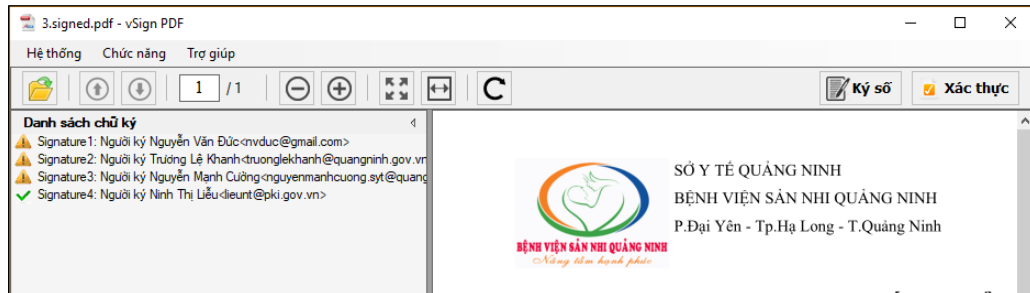 3.signed.pdf - vSign PDF
Hệ thống Chức năng Trợ giúp
1 / 1 Ký số Xác thực
Danh sách chữ ký
Signature1: Người ký Nguyễn Văn Đức<nvduc@gmail.com>
Signature2: Người ký Trương Lệ Khanh<truonglekhanh@quangninh.gov.vn
Signature3: Người ký Nguyễn Mạnh Cường<nguyenmanhcuong.syt@quang
Signature4: Người ký Ninh Thị Liễu<lieunt@pki.gov.vn>
SỞ Y TẾ QUẢNG NINH
BỆNH VIỆN SẢN NHI QUẢNG NINH
P.Đại Yên - Tp.Hạ Long - T.Quảng Ninh
BỆNH VIỆN SẢN NHI QUẢNG NINH
Nâng tầm hạnh phúc